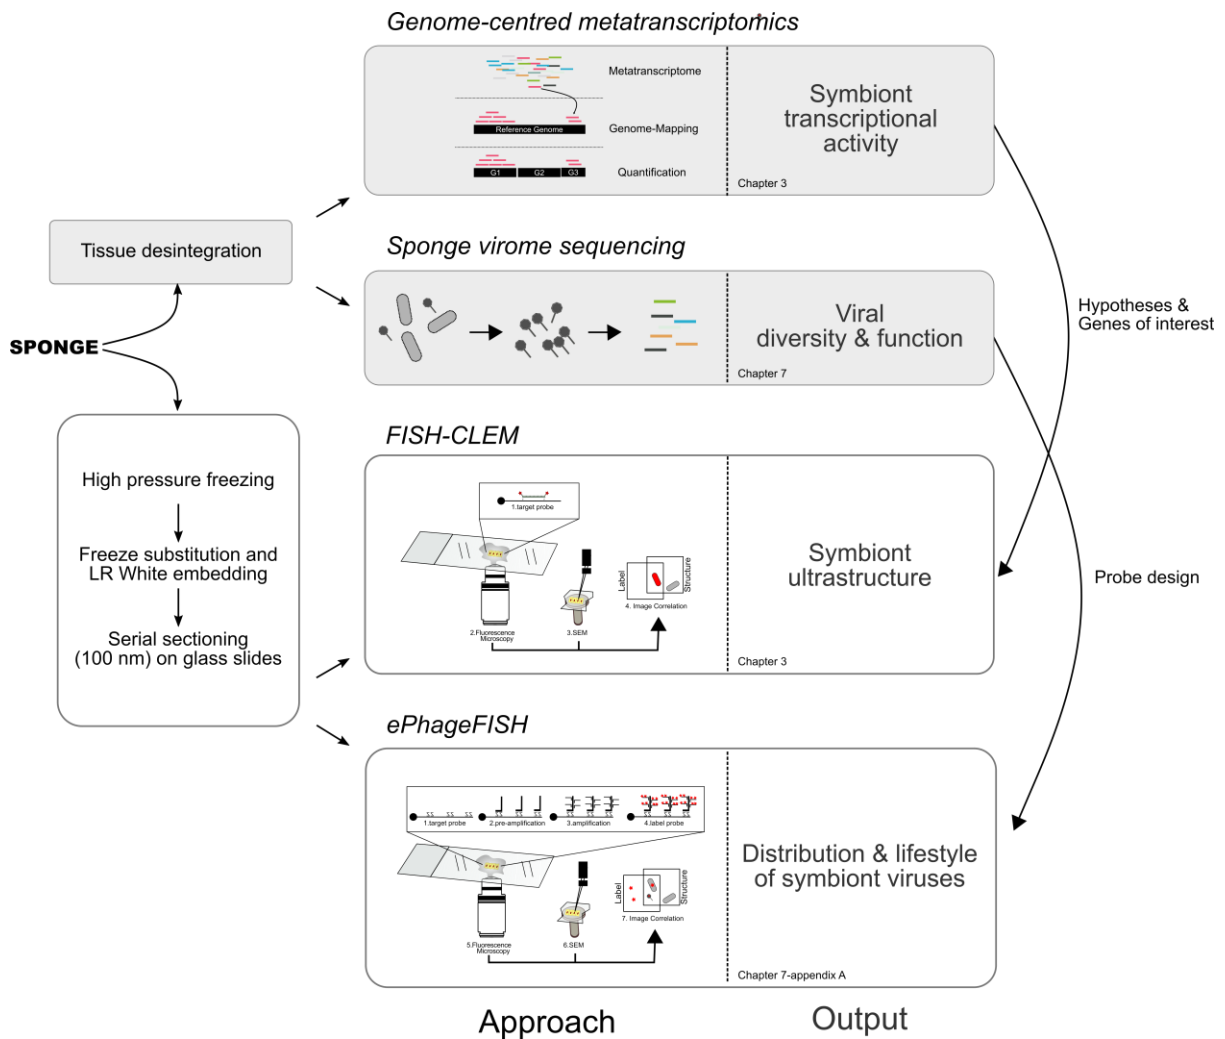 Genome-centred metatranscriptomics
Metatranscriptome
Reference Genome
Genome-Mapping
G1
G2
G3
Quantification
Symbiont
transcriptional
activity
Chapter 3
Tissue desintegration
SPONGE
Sponge virome sequencing
Viral
diversity & function
Chapter 7
Hypotheses &
Genes of interest
High pressure freezing
Freeze substitution and
LR White embedding
Serial sectioning
(100 nm) on glass slides
FISH-CLEM
1.target probe
2.Fluorescence
Microscopy
3.SEM
Label
Structure
4. Image Correlation
Symbiont
ultrastructure
Chapter 3
Probe design
ePhageFISH
1.target probe
2.pre-amplification
3.amplification
4.label probe
5.Fluorescence
Microscopy
6.SEM
Label
Structure
7. Image Correlation
Distribution & lifestyle
of symbiont viruses
Chapter 7-appendix A
Approach
Output